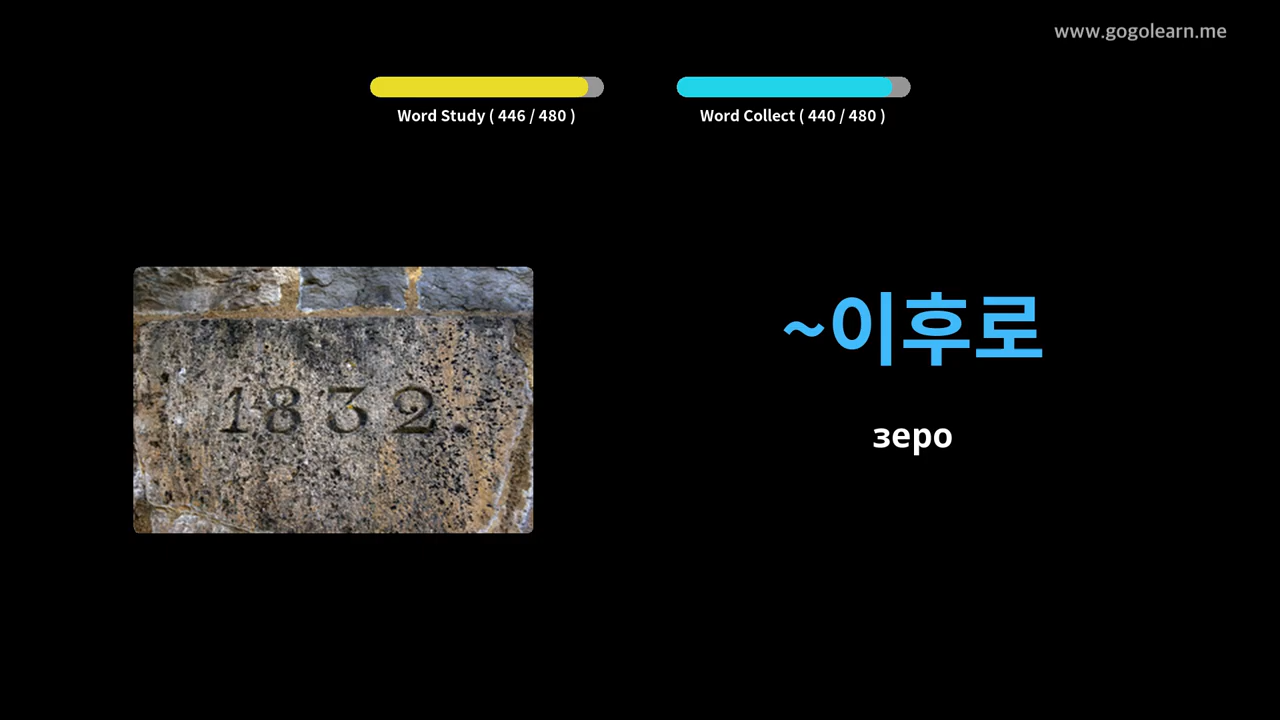 www.gogolearn.me
Word Study ( 446 / 480 )
Word Collect ( 440 / 480 )
1832.
~이후로
зеро